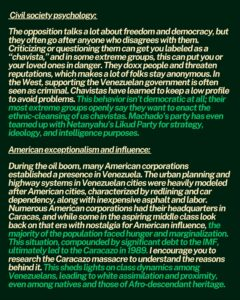 Civil society psychology:
The opposition talks a lot about freedom and democracy, but
they often go after anyone who disagrees with them.
Criticizing or questioning them can get you labeled as a
"chavista," and in some extreme groups, this can put you or
your loved ones in danger. They doxx people and threaten
reputations, which makes a lot of folks stay anonymous. In
the West, supporting the Venezuelan government is often
seen as criminal. Chavistas have learned to keep a low profile
to avoid problems. This behavior isn't democratic at all; their
most extreme groups openly say they want to enact the
ethnic-cleansing of us chavistas. Machado's party has even
teamed up with Netanyahu's Likud Party for strategy,
ideology, and intelligence purposes.
American exceptionalism and influence:
During the oil boom, many American corporations
established a presence in Venezuela. The urban planning and
highway systems in Venezuelan cities were heavily modeled
after American cities, characterized by redlining and car
dependency, along with inexpensive asphalt and labor.
Numerous American corporations had their headquarters in
Caracas, and while some in the aspiring middle class look
back on that era with nostalgia for American influence, the
majority of the population faced hunger and marginalization.
This situation, compounded by significant debt to the IMF,
ultimately led to the Caracazo in 1989. I encourage you to
research the Caracazo massacre to understand the reasons
behind it. This sheds light on class dynamics among
Venezuelans, leading to white assimilation and proximity,
even among natives and those of Afro-descendant heritage.